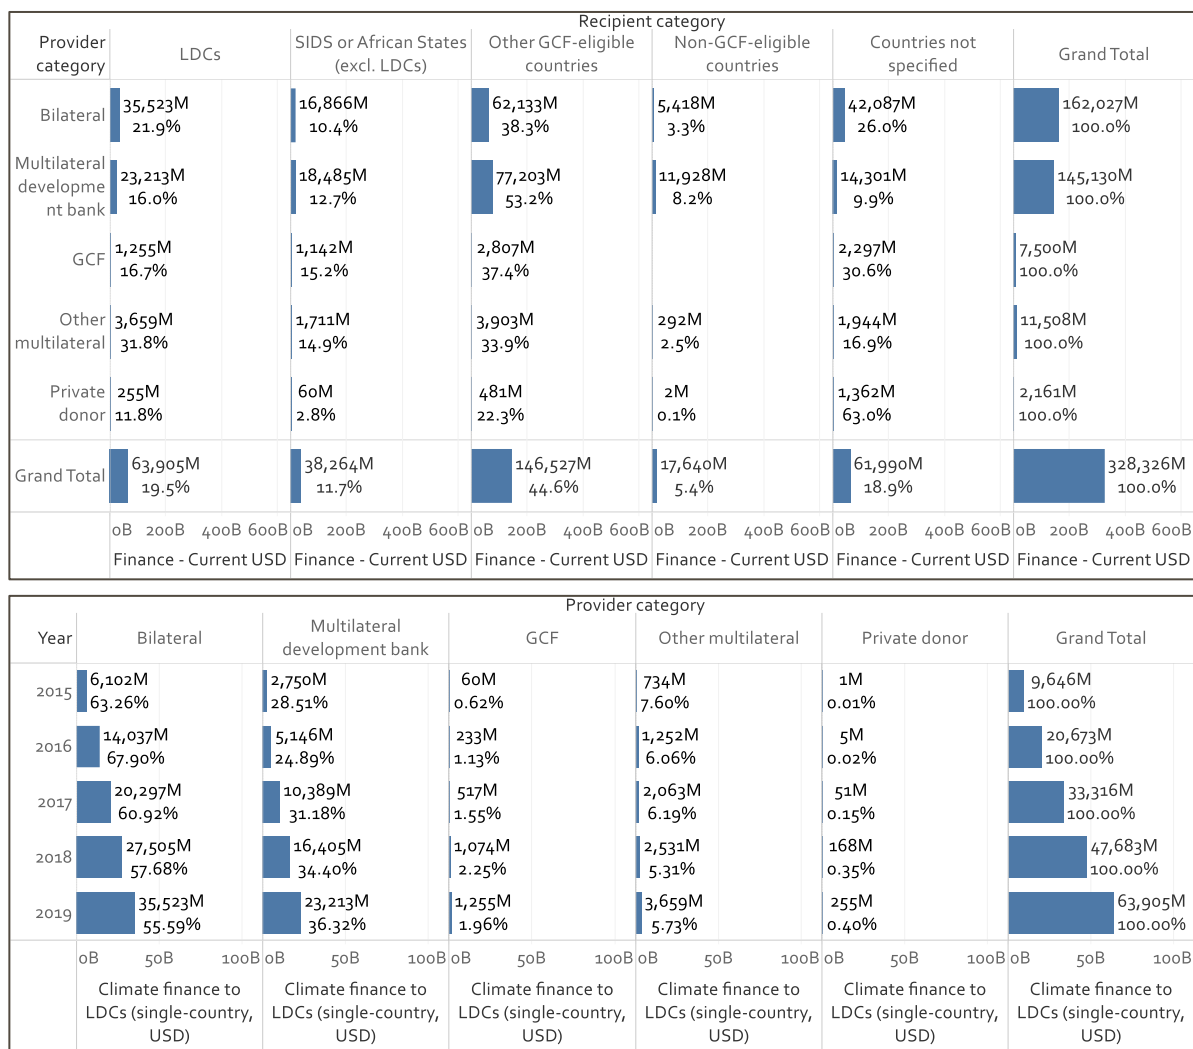 Recipient category
Provider category
LDCs
SIDS or African States (excl. LDCs)
Other GCF-eligible countries
Non-GCF-eligible countries
Countries not specified
Grand Total
Bilateral
35,523M 16,866M 62,133M 5,418M 42,087M 162,027M
21.9% 10.4% 38.3% 3.3% 26.0% 100.0%
Multilateral
developme
nt bank
23,213M 18,485M 77,203M 11,928M 14,301M 145,130M
16.0% 12.7% 53.2% 8.2% 9.9% 100.0%
GCF
1,255M 1,142M 2,807M 2,297M 7,500M
16.7% 15.2% 37.4% 30.6% 100.0%
Other
multilateral
3,659M 1,711M 3,903M 292M 1,944M 11,508M
31.8% 14.9% 33.9% 2.5% 16.9% 100.0%
Private
donor
255M 60M 481M 2M 1,362M 2,161M
11.8% 2.8% 22.3% 0.1% 63.0% 100.0%
Grand Total
63,905M 38,264M 146,527M 17,640M 61,990M 328,326M
19.5% 11.7% 44.6% 5.4% 18.9% 100.0%
0B 200B 400B 600B 0B 200B 400B 600B 0B 200B 400B 600B 0B 200B 400B 600B 0B 200B 400B 600B 200B 400B 600B
Finance - Current USD Finance - Current USD Finance - Current USD Finance - Current USD Finance - Current USD Finance - Current USD
Provider category
Year
Bilateral
Multilateral
development bank
GCF
Other multilateral
Private donor
Grand Total
2015
6,102M 2,750M 60M 734M 1M 9,646M
63.26% 28.51% 0.62% 7.60% 0.01% 100.00%
2016
14,037M 5,146M 233M 1,252M 5M 20,673M
67.90% 24.89% 1.13% 6.06% 0.02% 100.00%
2017
20,297M 10,389M 517M 2,063M 51M 33,316M
60.92% 31.18% 1.55% 6.19% 0.15% 100.00%
2018
27,505M 16,405M 1,074M 2,531M 168M 47,683M
57.68% 34.40% 2.25% 5.31% 0.35% 100.00%
2019
35,523M 23,213M 1,255M 3,659M 255M 63,905M
55.59% 36.32% 1.96% 5.73% 0.40% 100.00%
0B 50B 100B 0B 50B 100B 0B 50B 100B 0B 50B 100B 0B 50B 100B 0B 50B 100B
Climate finance to Climate finance to Climate finance to Climate finance to Climate finance to Climate finance to
LDCs (single-country, LDCs (single-country, LDCs (single-country, LDCs (single-country, LDCs (single-country, LDCs (single-country,
USD) USD) USD) USD) USD) USD)